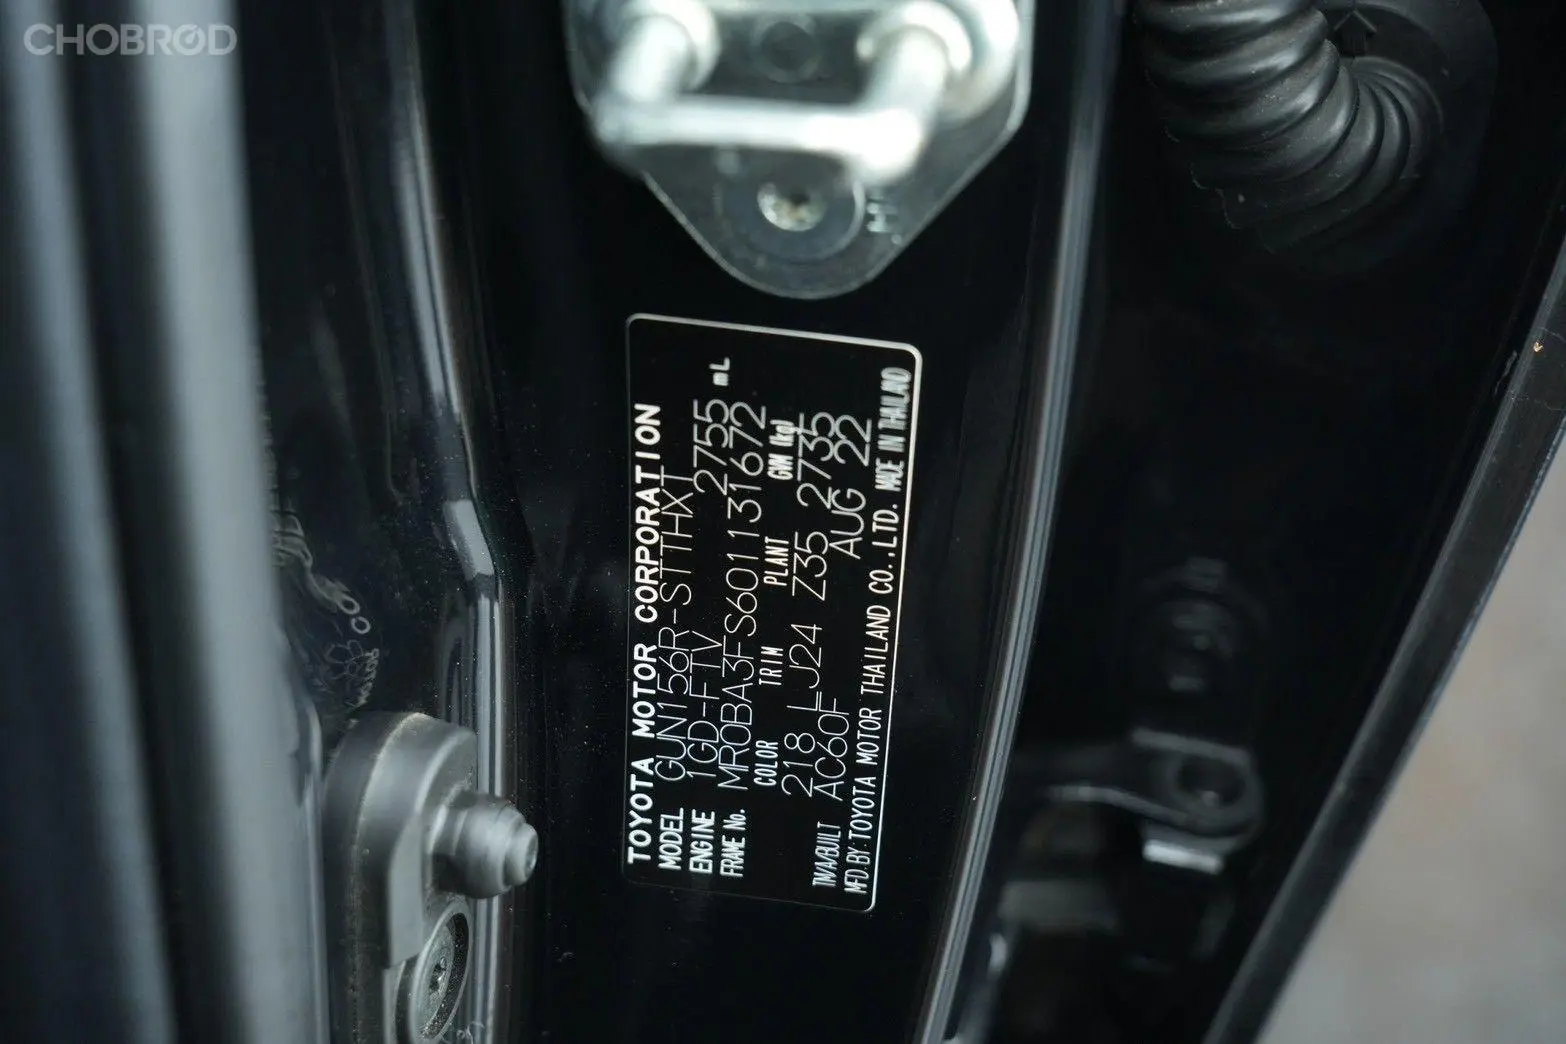 CHOBROD
TOYOTA MOTOR CORPORATION
MODEL GUN156R-STTHXT
ENGINE 1GD-FTV 2755 mL
FRAME No. MR0BA3FS601131672
COLOR TRIM PLANT GVM (kg)
218 LJ24 Z35 2735
TM/A/BUILT AC60F AUG 22
MFD.BY:TOYOTA MOTOR THAILAND CO.,LTD. MADE IN THAILAND